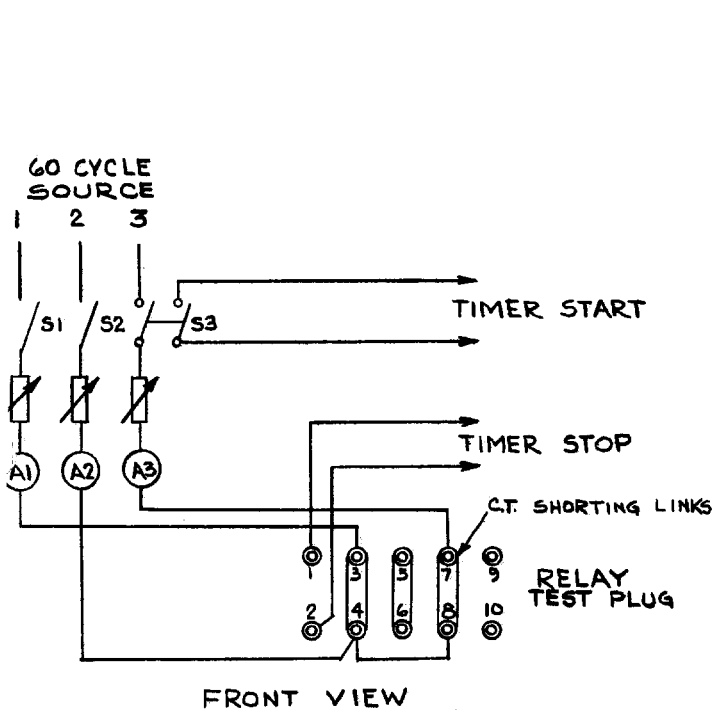 60 CYCLE
SOURCE
1 2 3
S1 S2 S3
TIMER START
A1 A2 A3
TIMER STOP
C.T. SHORTING LINKS
1 3 5 7 9
2 4 6 8 10
RELAY
TEST PLUG
FRONT VIEW